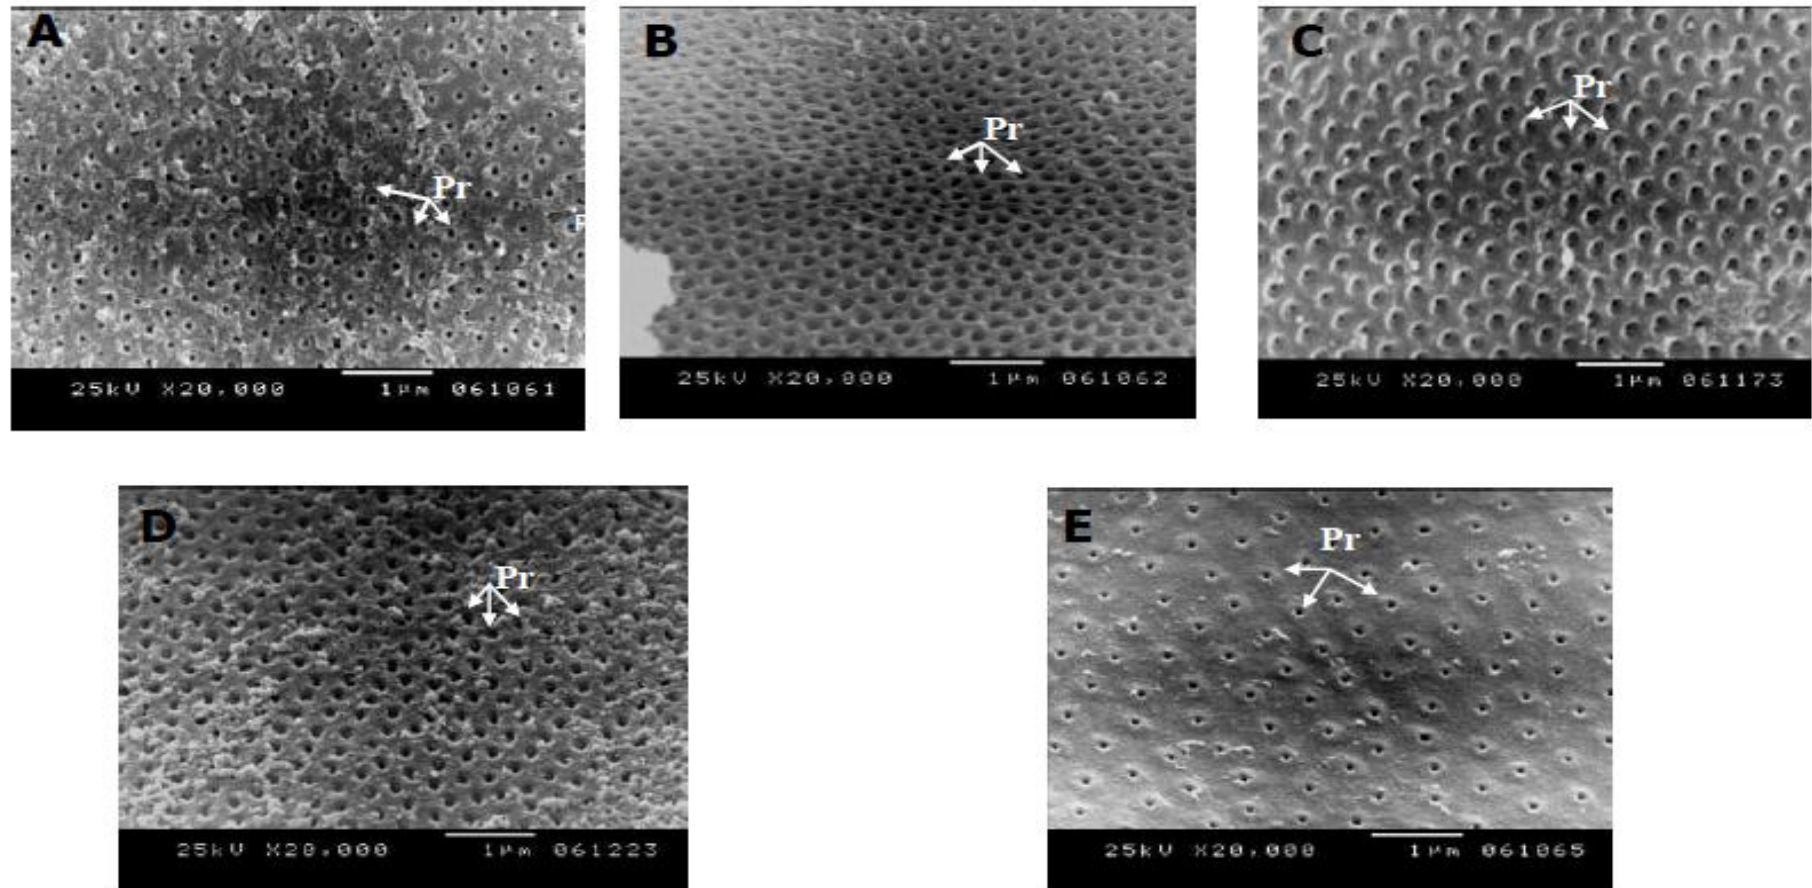 A
Pr
25kV X20,000 1µm 061061
B
Pr
25kV X20,000 1µm 061062
C
Pr
25kV X20,000 1µm 061173
D
Pr
25kV X20,000 1µm 061223
E
Pr
25kV X20,000 1µm 061065